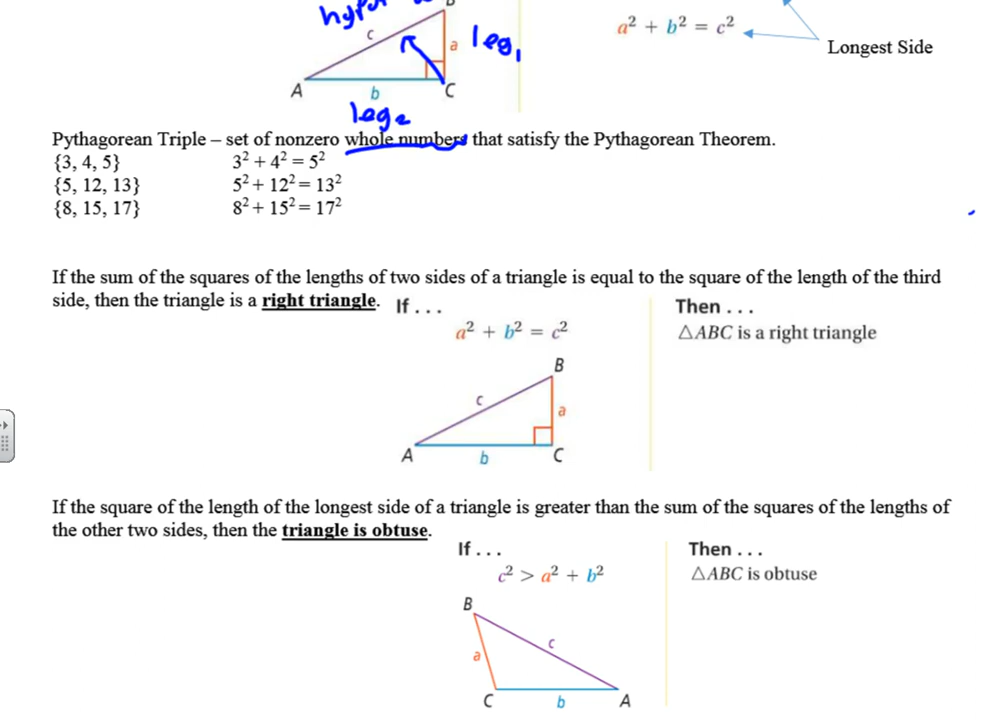 c
a
leg₁
a² + b² = c²
Longest Side
A
b
C
leg₂
Pythagorean Triple – set of nonzero whole numbers that satisfy the Pythagorean Theorem.
{3, 4, 5} 3² + 4² = 5²
{5, 12, 13} 5² + 12² = 13²
{8, 15, 17} 8² + 15² = 17²
If the sum of the squares of the lengths of two sides of a triangle is equal to the square of the length of the third
side, then the triangle is a right triangle. If . . . Then . . .
a² + b² = c² △ABC is a right triangle
B
c
a
A
b
C
If the square of the length of the longest side of a triangle is greater than the sum of the squares of the lengths of
the other two sides, then the triangle is obtuse.
If . . . Then . . .
c² > a² + b² △ABC is obtuse
B
c
a
C
b
A